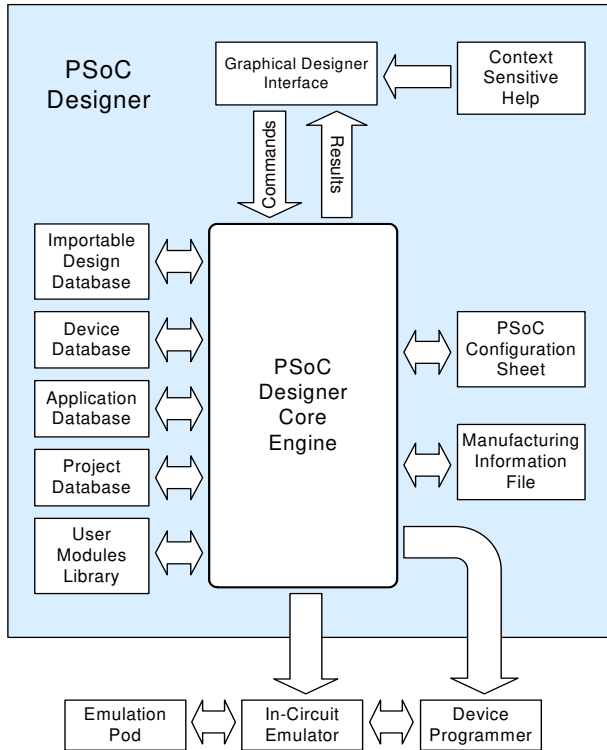 PSoC
Designer
Graphical Designer
Interface
Context
Sensitive
Help
Commands
Results
Importable
Design
Database
Device
Database
Application
Database
Project
Database
User
Modules
Library
PSoC
Designer
Core
Engine
PSoC
Configuration
Sheet
Manufacturing
Information
File
Emulation
Pod
In-Circuit
Emulator
Device
Programmer